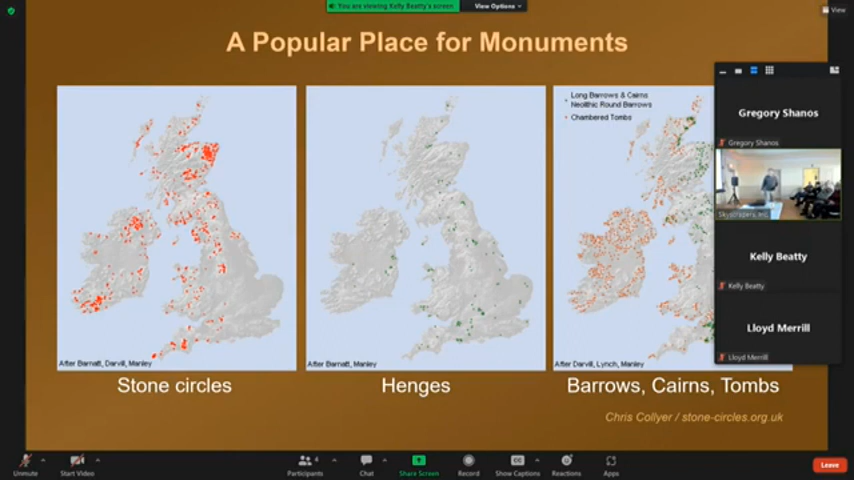 You are viewing Kelly Beatty's screen
View Options
View
A Popular Place for Monuments
Long Barrows & Cairns
Neolithic Round Barrows
Chambered Tombs
After Barnatt, Darvill, Manley
After Barnatt, Manley
After Darvill, Lynch, Manley
Stone circles
Henges
Barrows, Cairns, Tombs
Chris Collyer / stone-circles.org.uk
Gregory Shanos
Gregory Shanos
Skyscrapers, Inc.
Kelly Beatty
Kelly Beatty
Lloyd Merrill
Lloyd Merrill
Unmute
Start Video
Participants
4
Chat
Share Screen
Record
Show Captions
Reactions
Apps
Leave